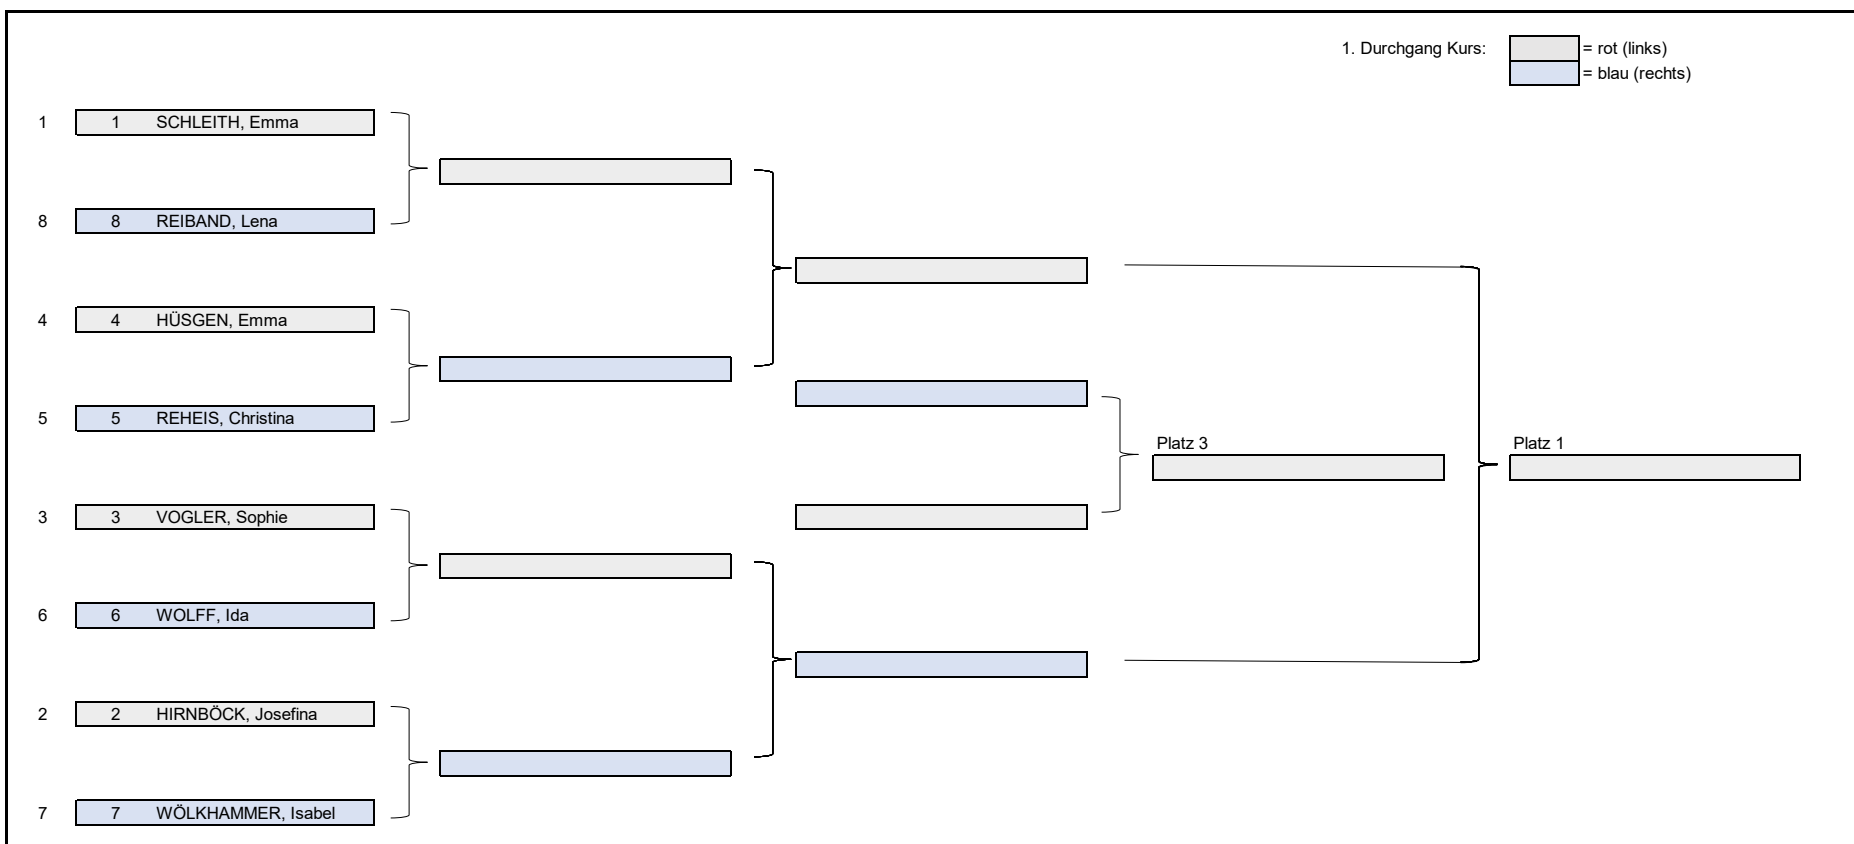 1. Durchgang Kurs: = rot (links)
= blau (rechts)
1 1 SCHLEITH, Emma
8 8 REIBAND, Lena
4 4 HÜSGEN, Emma
5 5 REHEIS, Christina
Platz 3 Platz 1
3 3 VOGLER, Sophie
6 6 WOLFF, Ida
2 2 HIRNBÖCK, Josefina
7 7 WÖLKHAMMER, Isabel